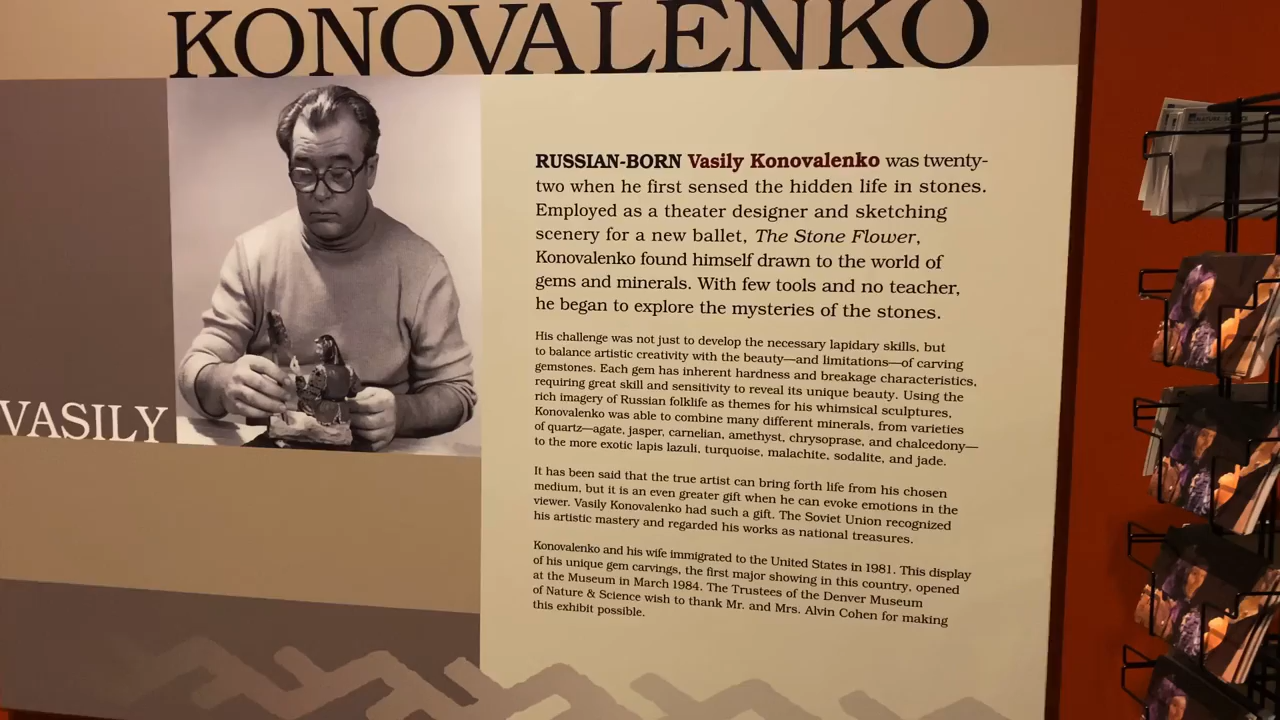 KONOVALENKO
VASILY
RUSSIAN-BORN Vasily Konovalenko was twenty-
two when he first sensed the hidden life in stones.
Employed as a theater designer and sketching
scenery for a new ballet, The Stone Flower,
Konovalenko found himself drawn to the world of
gems and minerals. With few tools and no teacher,
he began to explore the mysteries of the stones.
His challenge was not just to develop the necessary lapidary skills, but
to balance artistic creativity with the beauty—and limitations—of carving
gemstones. Each gem has inherent hardness and breakage characteristics,
requiring great skill and sensitivity to reveal its unique beauty. Using the
rich imagery of Russian folklife as themes for his whimsical sculptures,
Konovalenko was able to combine many different minerals, from varieties
of quartz—agate, jasper, carnelian, amethyst, chrysoprase, and chalcedony—
to the more exotic lapis lazuli, turquoise, malachite, sodalite, and jade.
It has been said that the true artist can bring forth life from his chosen
medium, but it is an even greater gift when he can evoke emotions in the
viewer. Vasily Konovalenko had such a gift. The Soviet Union recognized
his artistic mastery and regarded his works as national treasures.
Konovalenko and his wife immigrated to the United States in 1981. This display
of his unique gem carvings, the first major showing in this country, opened
at the Museum in March 1984. The Trustees of the Denver Museum
of Nature & Science wish to thank Mr. and Mrs. Alvin Cohen for making
this exhibit possible.